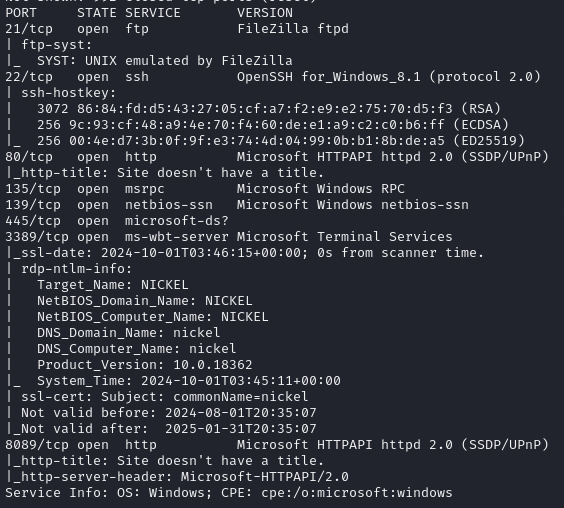 PORT     STATE SERVICE       VERSION
21/tcp   open  ftp           FileZilla ftpd
| ftp-syst:
|_  SYST: UNIX emulated by FileZilla
22/tcp   open  ssh           OpenSSH for_Windows_8.1 (protocol 2.0)
| ssh-hostkey:
|   3072 86:84:fd:d5:43:27:05:cf:a7:f2:e9:e2:75:70:d5:f3 (RSA)
|   256 9c:93:cf:48:a9:4e:70:f4:60:de:e1:a9:c2:c0:b6:ff (ECDSA)
|_  256 00:4e:d7:3b:0f:9f:e3:74:4d:04:99:0b:b1:8b:de:a5 (ED25519)
80/tcp   open  http          Microsoft HTTPAPI httpd 2.0 (SSDP/UPnP)
|_http-title: Site doesn't have a title.
135/tcp  open  msrpc         Microsoft Windows RPC
139/tcp  open  netbios-ssn   Microsoft Windows netbios-ssn
445/tcp  open  microsoft-ds?
3389/tcp open  ms-wbt-server Microsoft Terminal Services
|_ssl-date: 2024-10-01T03:46:15+00:00; 0s from scanner time.
| rdp-ntlm-info:
|   Target_Name: NICKEL
|   NetBIOS_Domain_Name: NICKEL
|   NetBIOS_Computer_Name: NICKEL
|   DNS_Domain_Name: nickel
|   DNS_Computer_Name: nickel
|   Product_Version: 10.0.18362
|_  System_Time: 2024-10-01T03:45:11+00:00
| ssl-cert: Subject: commonName=nickel
| Not valid before: 2024-08-01T20:35:07
|_Not valid after:  2025-01-31T20:35:07
8089/tcp open  http          Microsoft HTTPAPI httpd 2.0 (SSDP/UPnP)
|_http-title: Site doesn't have a title.
|_http-server-header: Microsoft-HTTPAPI/2.0
Service Info: OS: Windows; CPE: cpe:/o:microsoft:windows